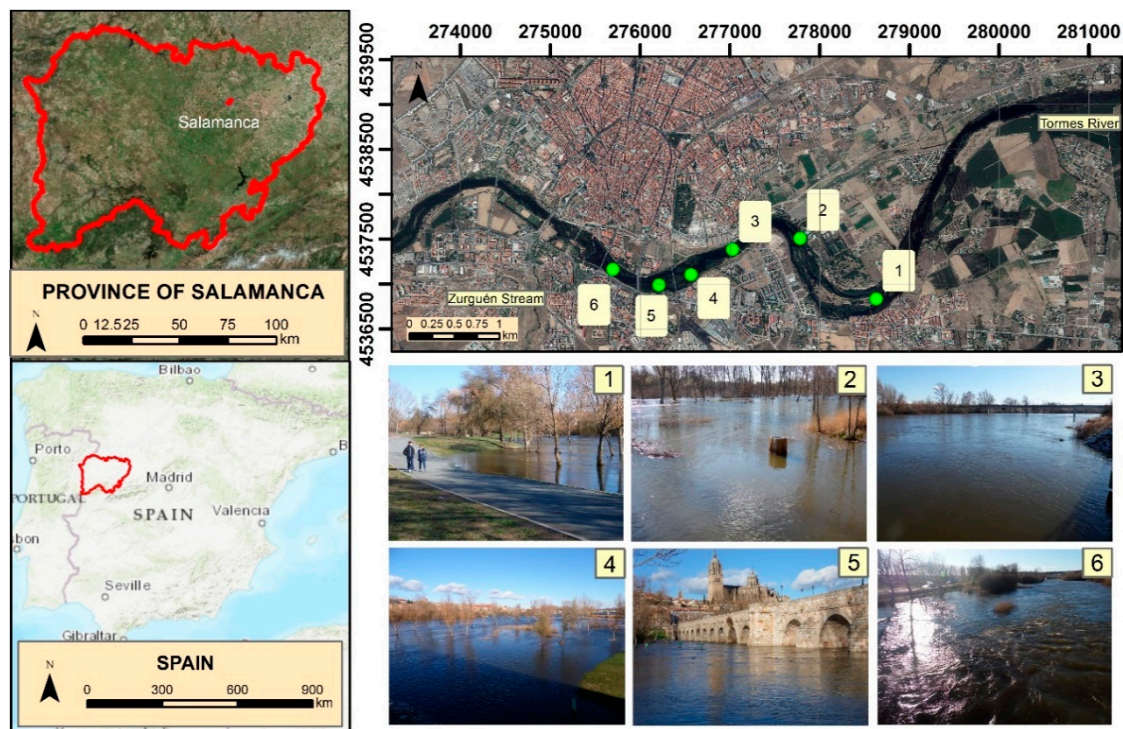 Salamanca
PROVINCE OF SALAMANCA
N
0 12.525 50 75 100
km
Bilbao
Porto
Madrid
PORTUGAL
SPAIN
Valencia
bon
Seville
Gibraltar
B
SPAIN
N
0 300 600 900
km
274000 275000 276000 277000 278000 279000 280000 281000
4539500
4538500
4537500
4536500
N
Tormes River
Zurguén Stream
0 0.25 0.5 0.75 1
km
1
2
3
4
5
6
1
2
3
4
5
6